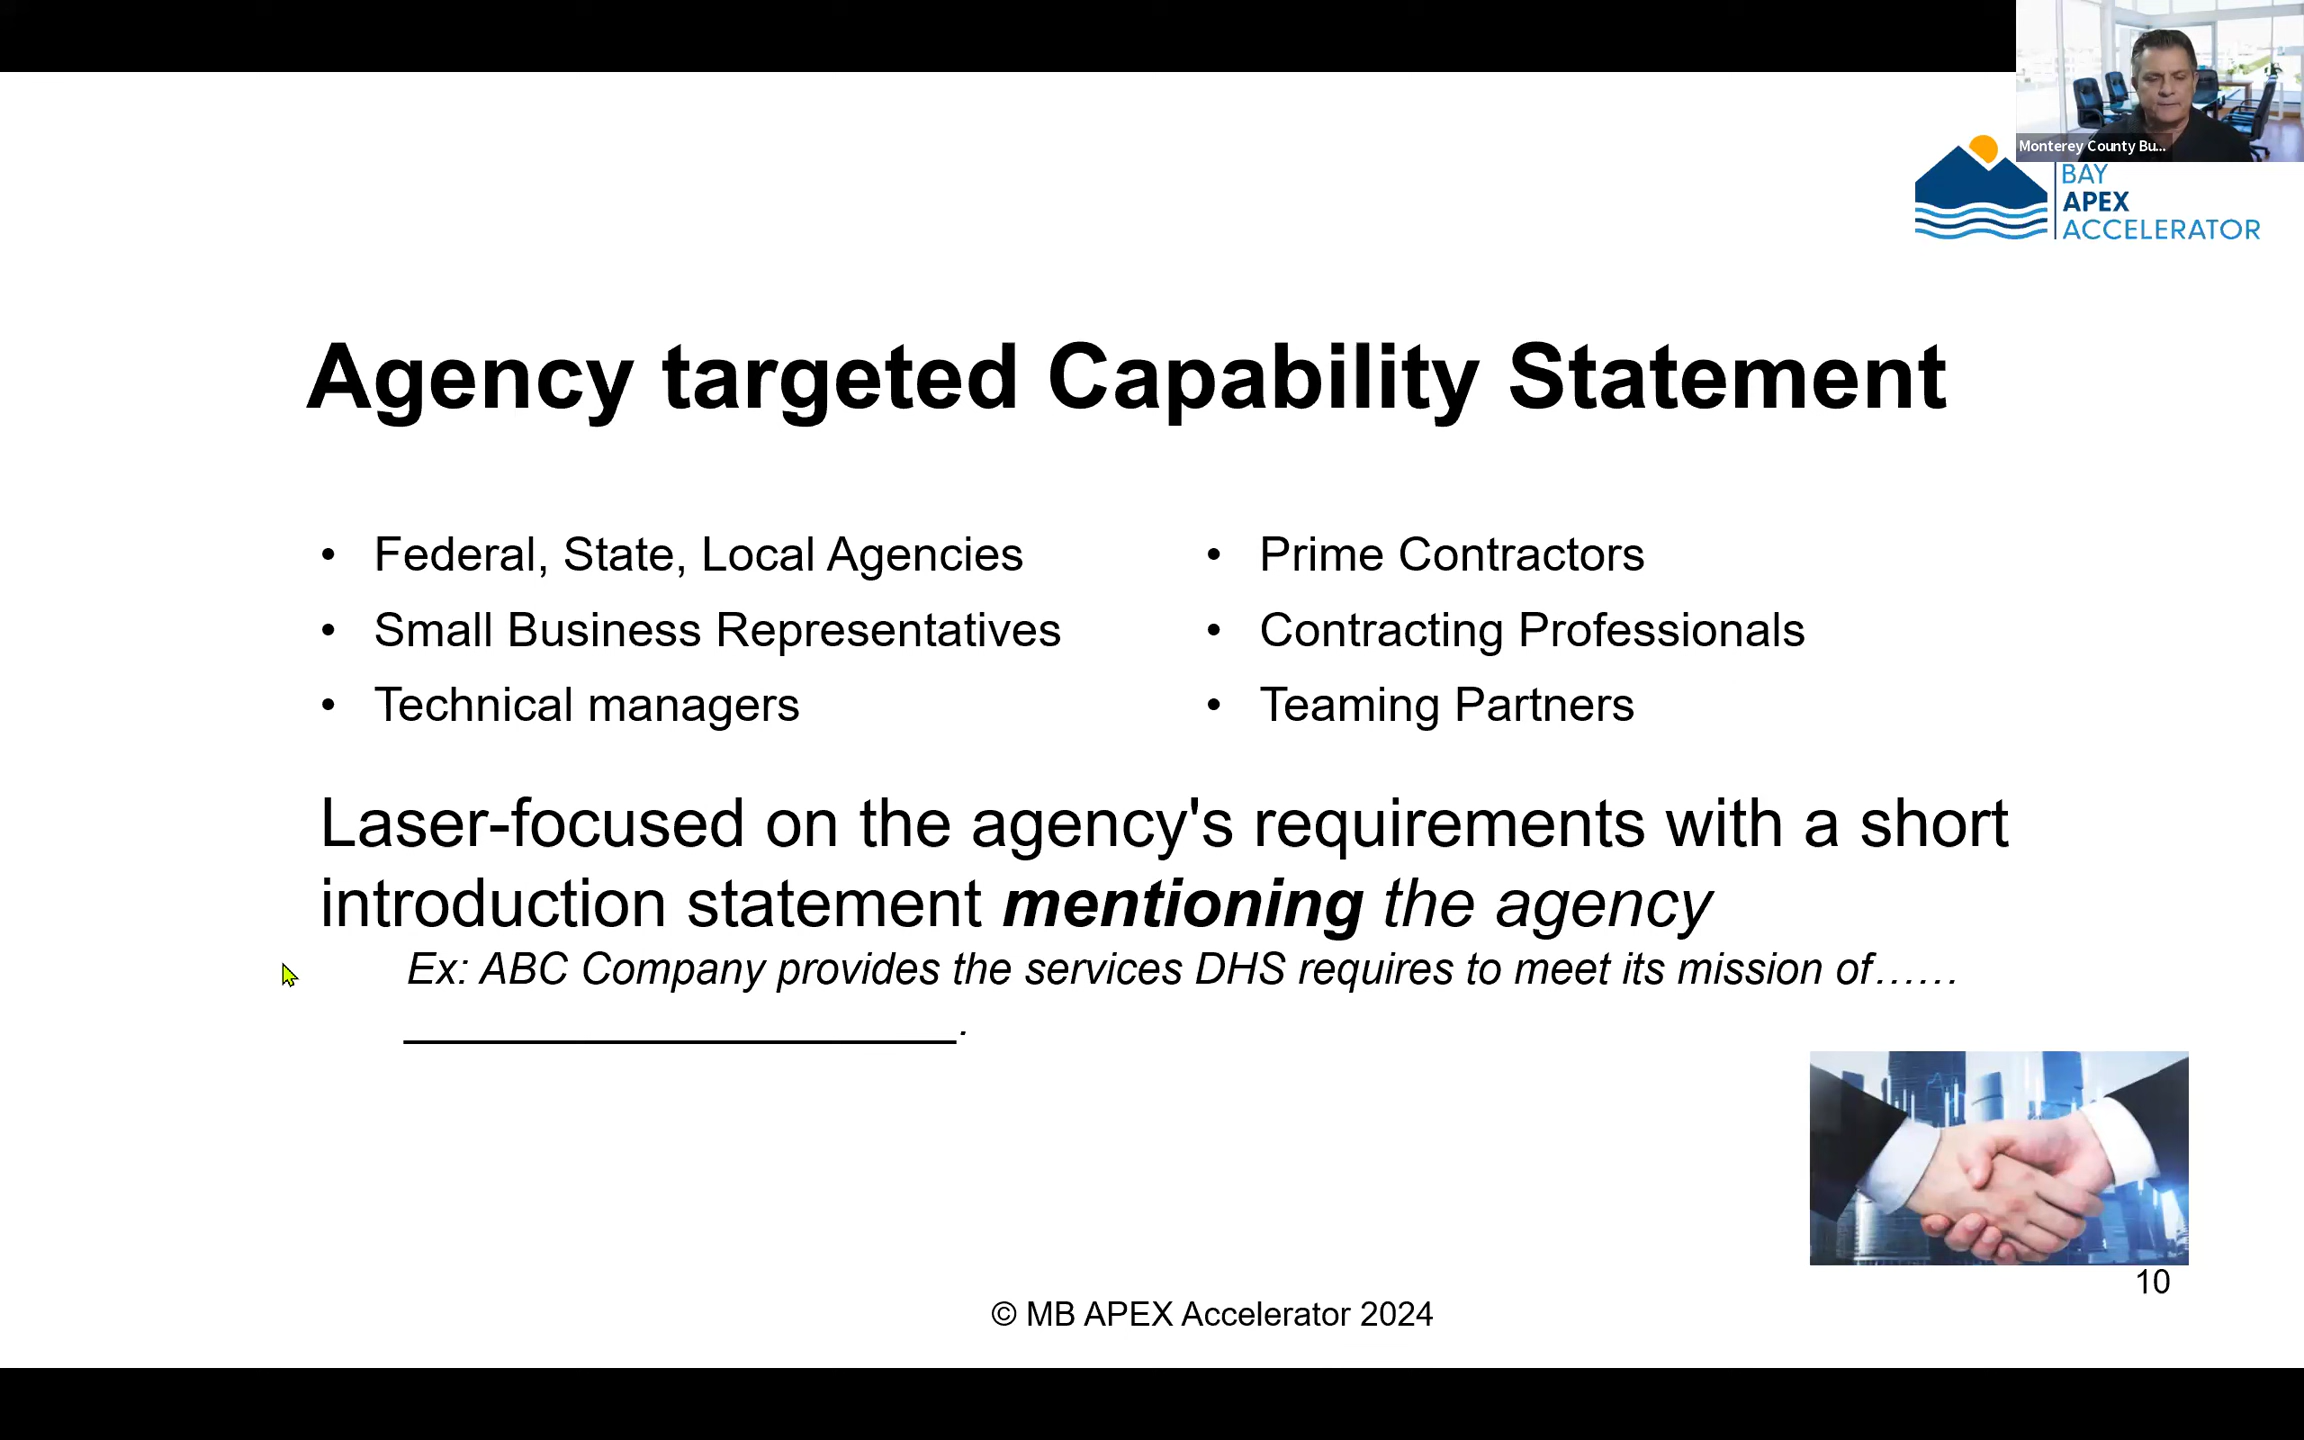 Monterey County Bu...
BAY
APEX
ACCELERATOR
Agency targeted Capability Statement
• Federal, State, Local Agencies
• Small Business Representatives
• Technical managers
• Prime Contractors
• Contracting Professionals
• Teaming Partners
Laser-focused on the agency's requirements with a short
introduction statement mentioning the agency
Ex: ABC Company provides the services DHS requires to meet its mission of……
______________________.
10
© MB APEX Accelerator 2024